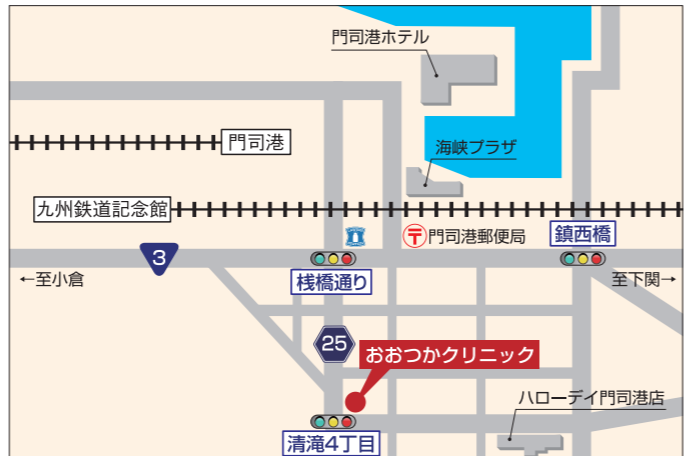 門司港ホテル
門司港
海峡プラザ
九州鉄道記念館
〒門司港郵便局
鎮西橋
3
←至小倉
桟橋通り
至下関→
25
おおつかクリニック
ハローデイ門司港店
清滝4丁目